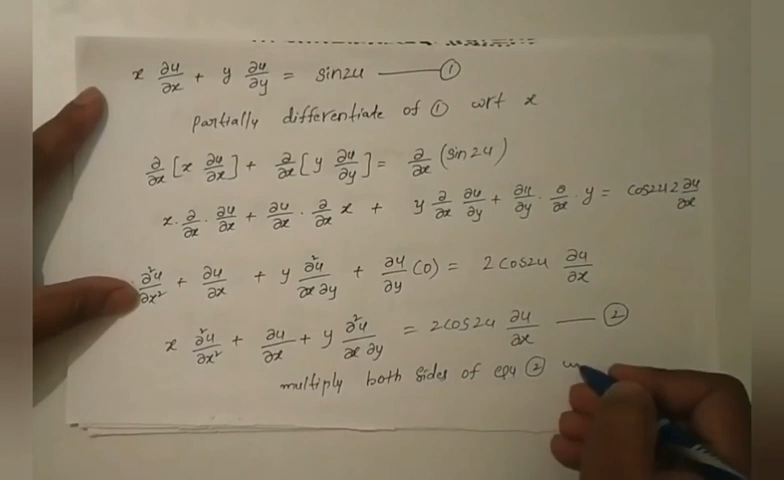 x ∂u/∂x + y ∂u/∂y = sin2u —— ①
partially differentiate of ① wrt x
∂/∂x [x ∂u/∂x] + ∂/∂x [y ∂u/∂y] = ∂/∂x (sin 2u)
x · ∂/∂x · ∂u/∂x + ∂u/∂x · ∂/∂x x + y ∂/∂x ∂u/∂y + ∂u/∂y · ∂/∂x · y = cos2u 2 ∂u/∂x
∂²u/∂x² + ∂u/∂x + y ∂²u/∂x ∂y + ∂u/∂y (0) = 2 cos2u ∂u/∂x
x ∂²u/∂x² + ∂u/∂x + y ∂²u/∂x ∂y = 2cos2u ∂u/∂x —— ②
multiply both sides of eqn ②